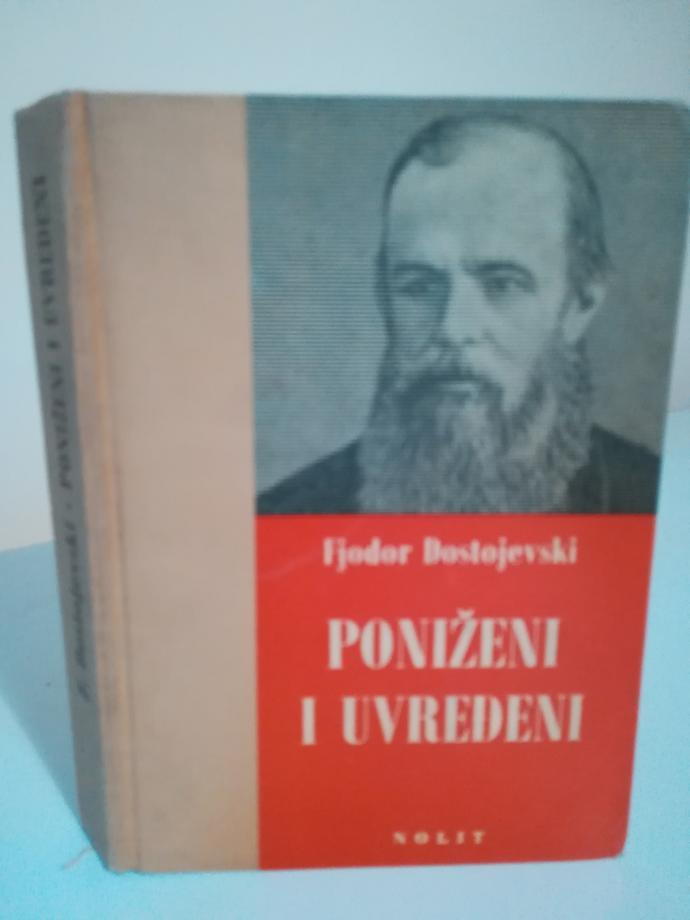 Fjodor Dostojevski
PONIŽENI
I UVREĐENI
NOLIT
F. Dostojevski · PONIŽENI I UVREĐENI